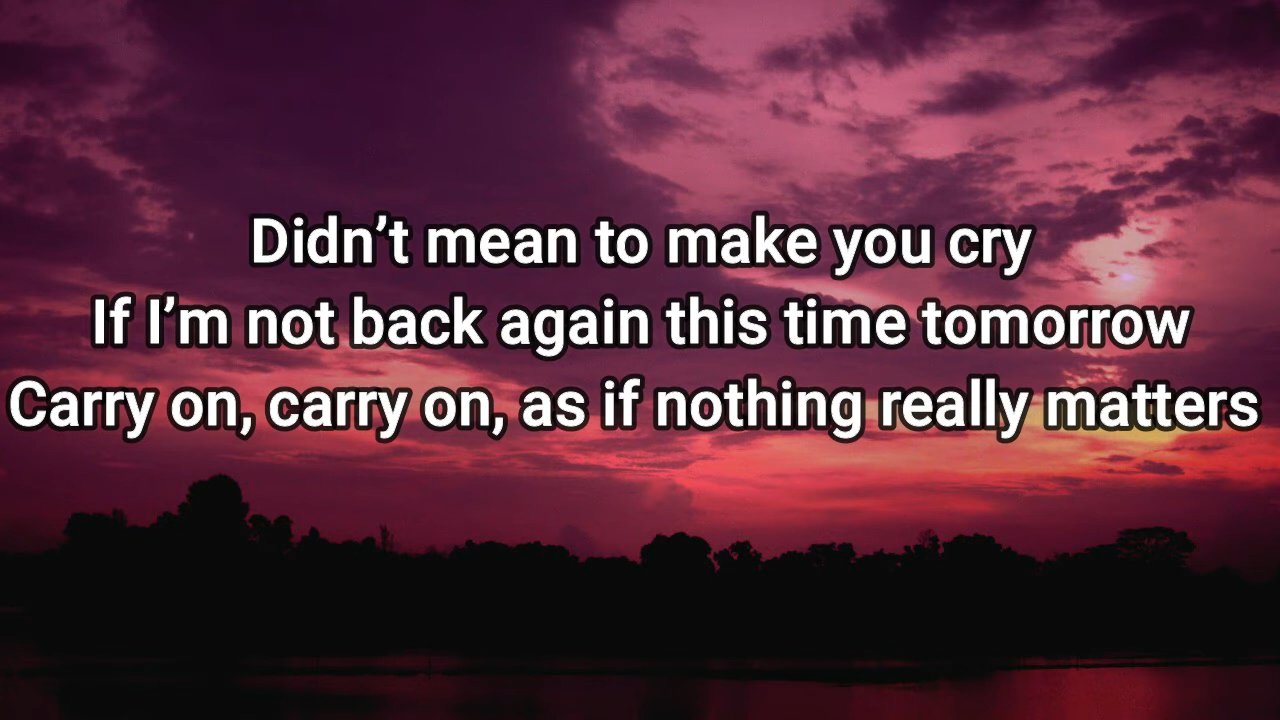 Didn’t mean to make you cry
If I’m not back again this time tomorrow
Carry on, carry on, as if nothing really matters